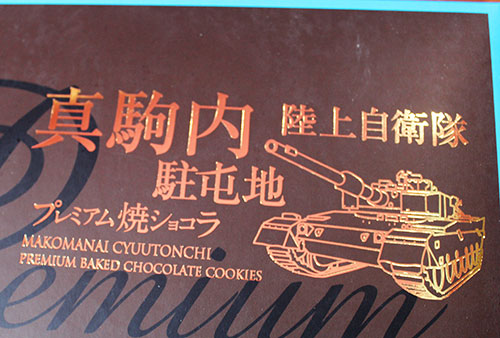 真駒内
陸上自衛隊
駐屯地
プレミアム焼ショコラ
MAKOMANAI CYUUTONCHI
PREMIUM BAKED CHOCOLATE COOKIES
Premium